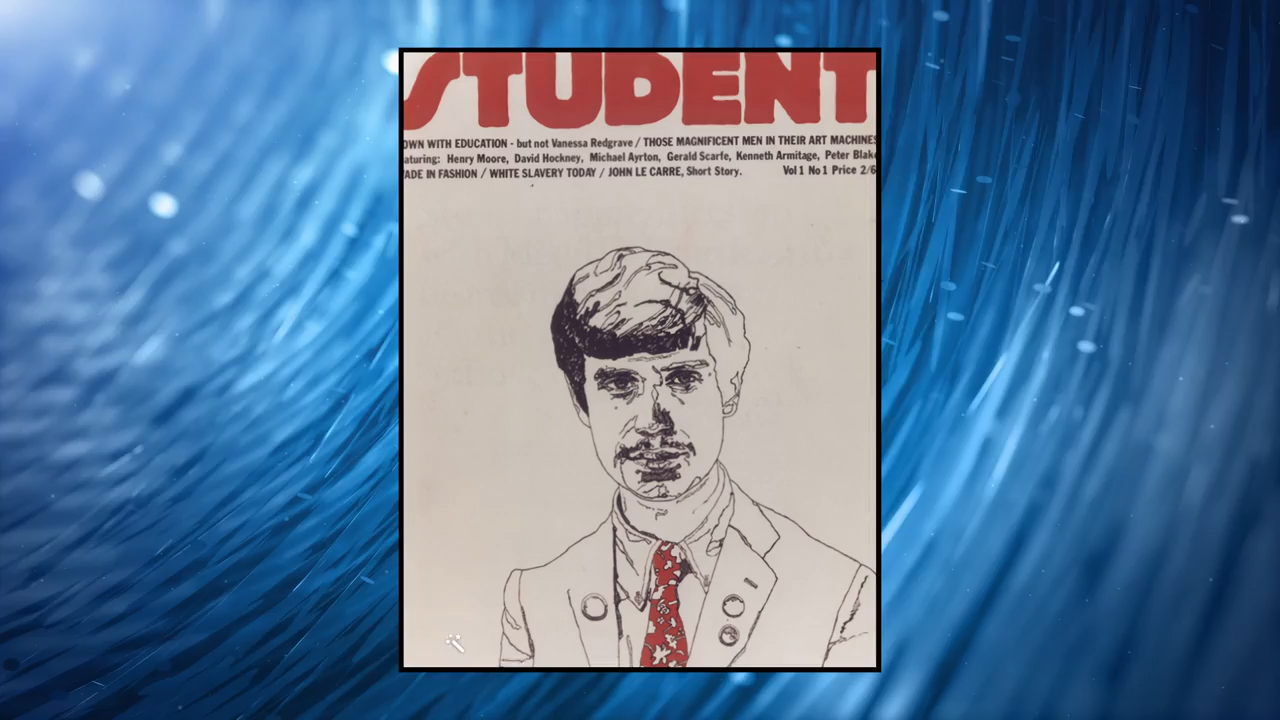 STUDENT
OWN WITH EDUCATION - but not Vanessa Redgrave / THOSE MAGNIFICENT MEN IN THEIR ART MACHINES
aturing: Henry Moore, David Hockney, Michael Ayrton, Gerald Scarfe, Kenneth Armitage, Peter Blake
ADE IN FASHION / WHITE SLAVERY TODAY / JOHN LE CARRE, Short Story. Vol 1 No 1 Price 2/6